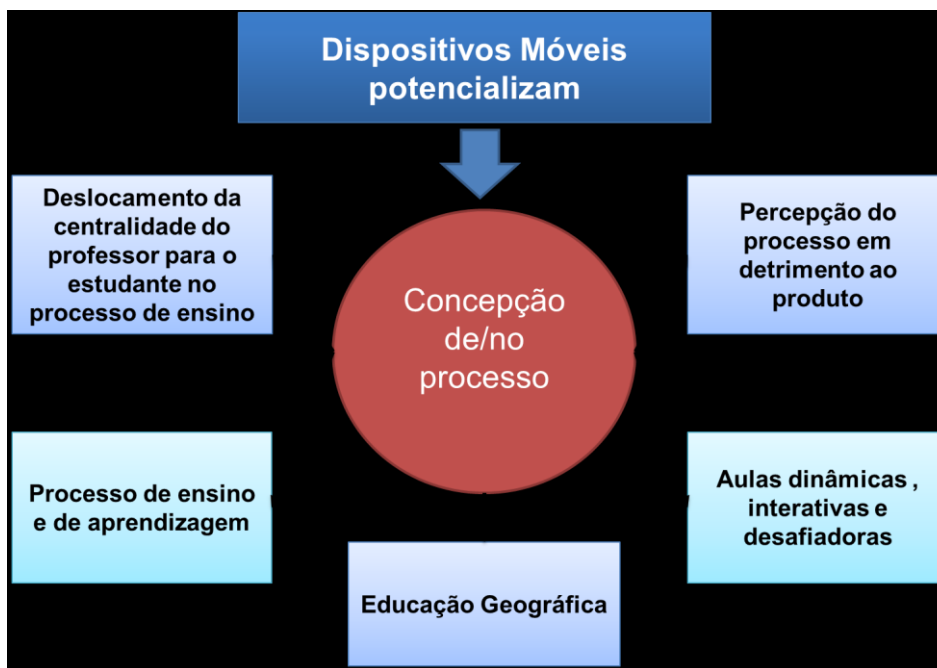 Dispositivos Móveis
potencializam
Deslocamento da
centralidade do
professor para o
estudante no
processo de ensino
Percepção do
processo em
detrimento ao
produto
Concepção
de/no
processo
Processo de ensino
e de aprendizagem
Aulas dinâmicas ,
interativas e
desafiadoras
Educação Geográfica